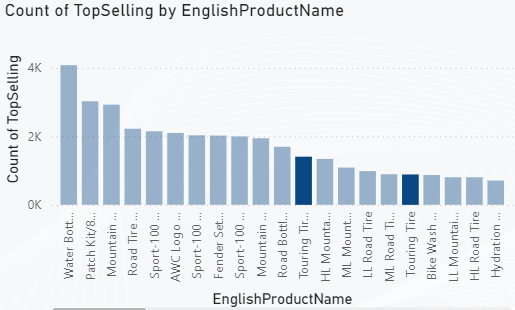 Count of TopSelling by EnglishProductName
Count of TopSelling
4K
2K
0K
Water Bott...
Patch Kit/8...
Mountain ...
Road Tire ...
Sport-100 ...
AWC Logo ...
Sport-100 ...
Fender Set...
Sport-100 ...
Mountain ...
Road Bottl...
Touring Tir...
HL Mounta...
ML Mount...
LL Road Tire
ML Road Ti...
Touring Tire
Bike Wash ...
LL Mountai...
HL Road Tire
Hydration ...
EnglishProductName